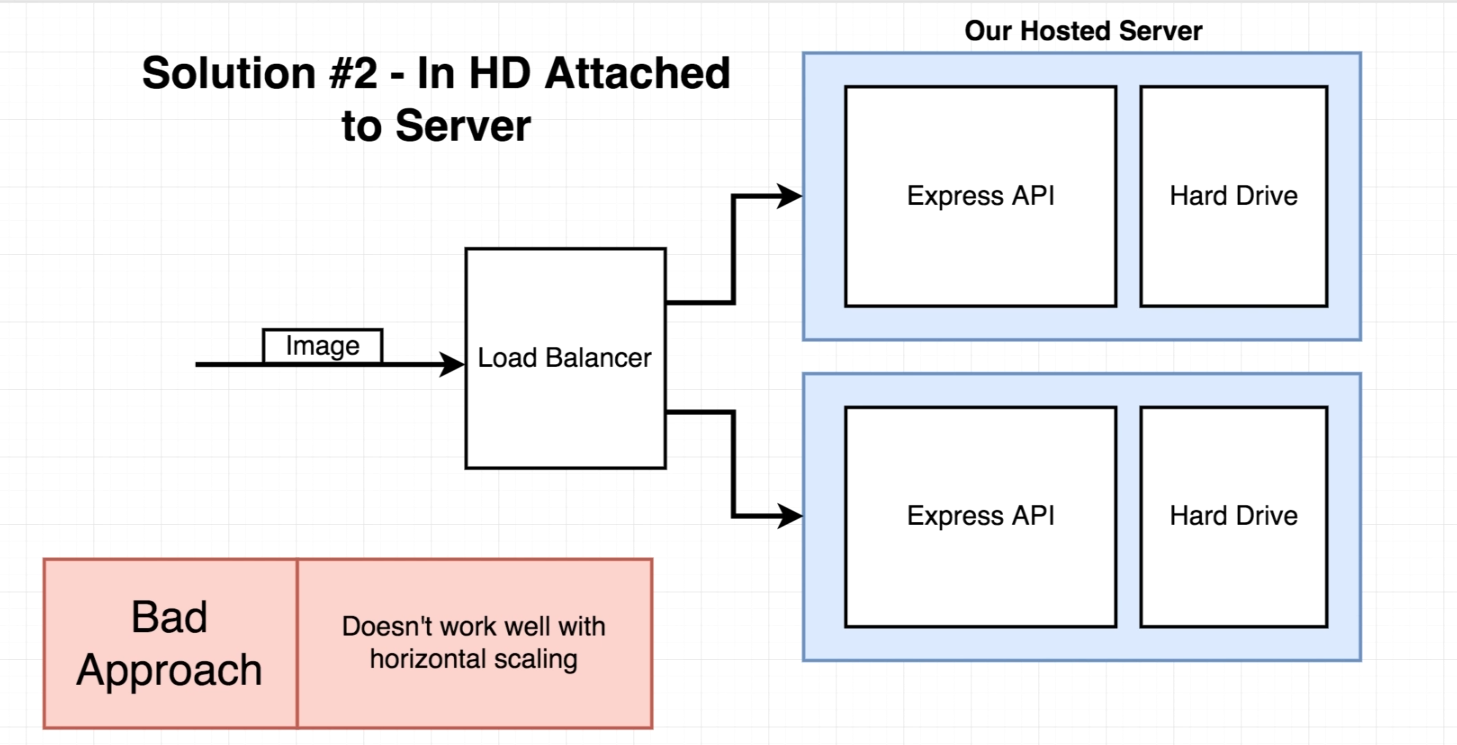 Our Hosted Server
Solution #2 - In HD Attached
to Server
Express API
Hard Drive
Image
Load Balancer
Express API
Hard Drive
Bad
Approach
Doesn't work well with
horizontal scaling